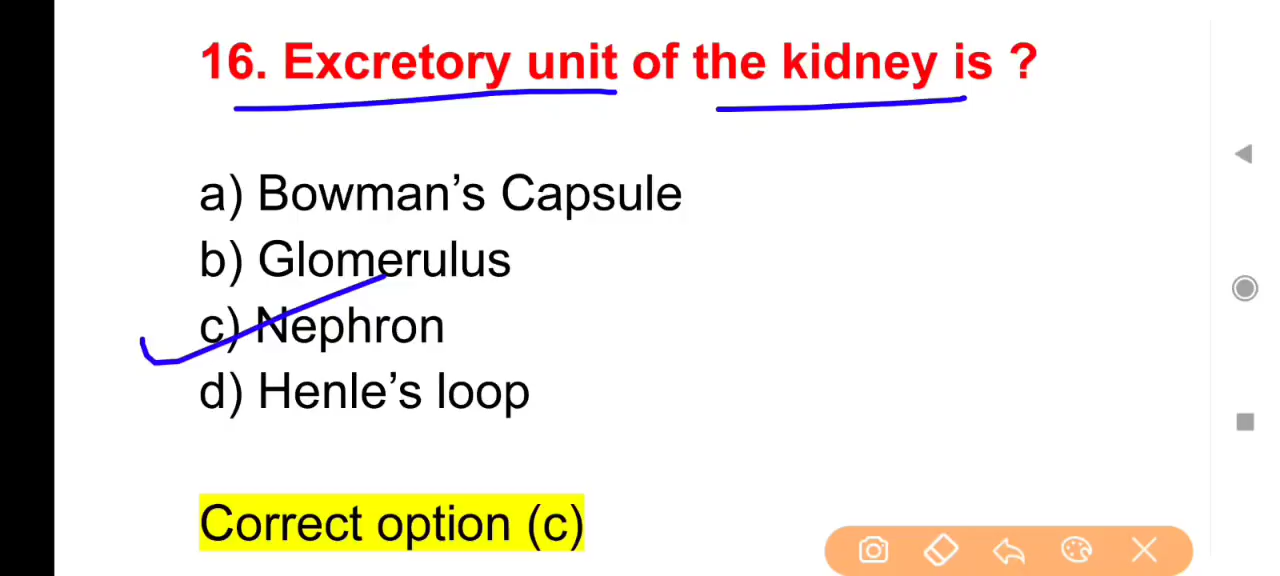 16. Excretory unit of the kidney is ?
a) Bowman’s Capsule
b) Glomerulus
c) Nephron
d) Henle’s loop
Correct option (c)